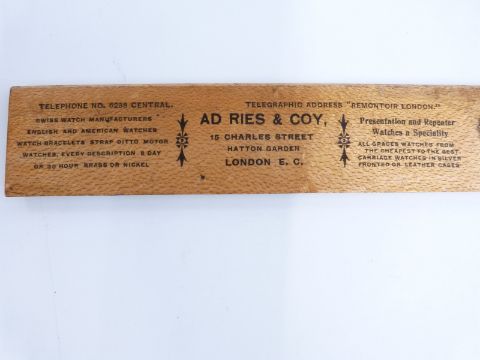 TELEPHONE NO. 6238 CENTRAL.
SWISS WATCH MANUFACTURERS
ENGLISH AND AMERICAN WATCHES
WATCH BRACELETS STRAP DITTO MOTOR
WATCHES, EVERY DESCRIPTION 8 DAY
OR 30 HOUR BRASS OR NICKEL
TELEGRAPHIC ADDRESS "REMONTOIR LONDON."
AD RIES & COY,
15 CHARLES STREET
HATTON GARDEN
LONDON E. C.
Presentation and Repeater
Watches a Speciality
ALL GRADES WATCHES FROM
THE CHEAPEST TO THE BEST.
CARRIAGE WATCHES IN SILVER
FRONTED OR LEATHER CASES